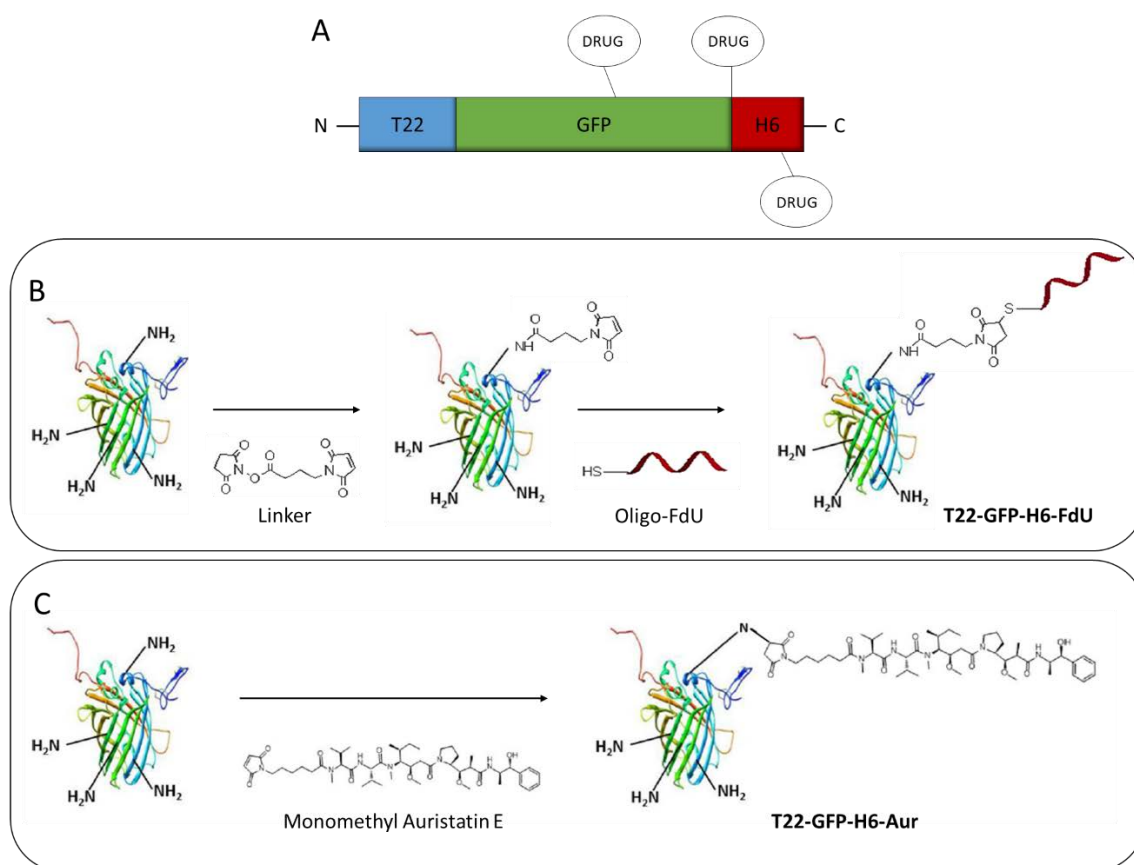 A
DRUG DRUG
N T22 GFP H6 C
DRUG
B
NH₂
H₂N
H₂N
NH₂
Linker
O
NH
N
O
O
H₂N
H₂N
NH₂
HS
Oligo-FdU
O
NH
N
O
O
S
H₂N
H₂N
NH₂
T22-GFP-H6-FdU
O
N
O
O
O
N
O
O
C
NH₂
H₂N
H₂N
NH₂
Monomethyl Auristatin E
N
H₂N
H₂N
NH₂
T22-GFP-H6-Aur